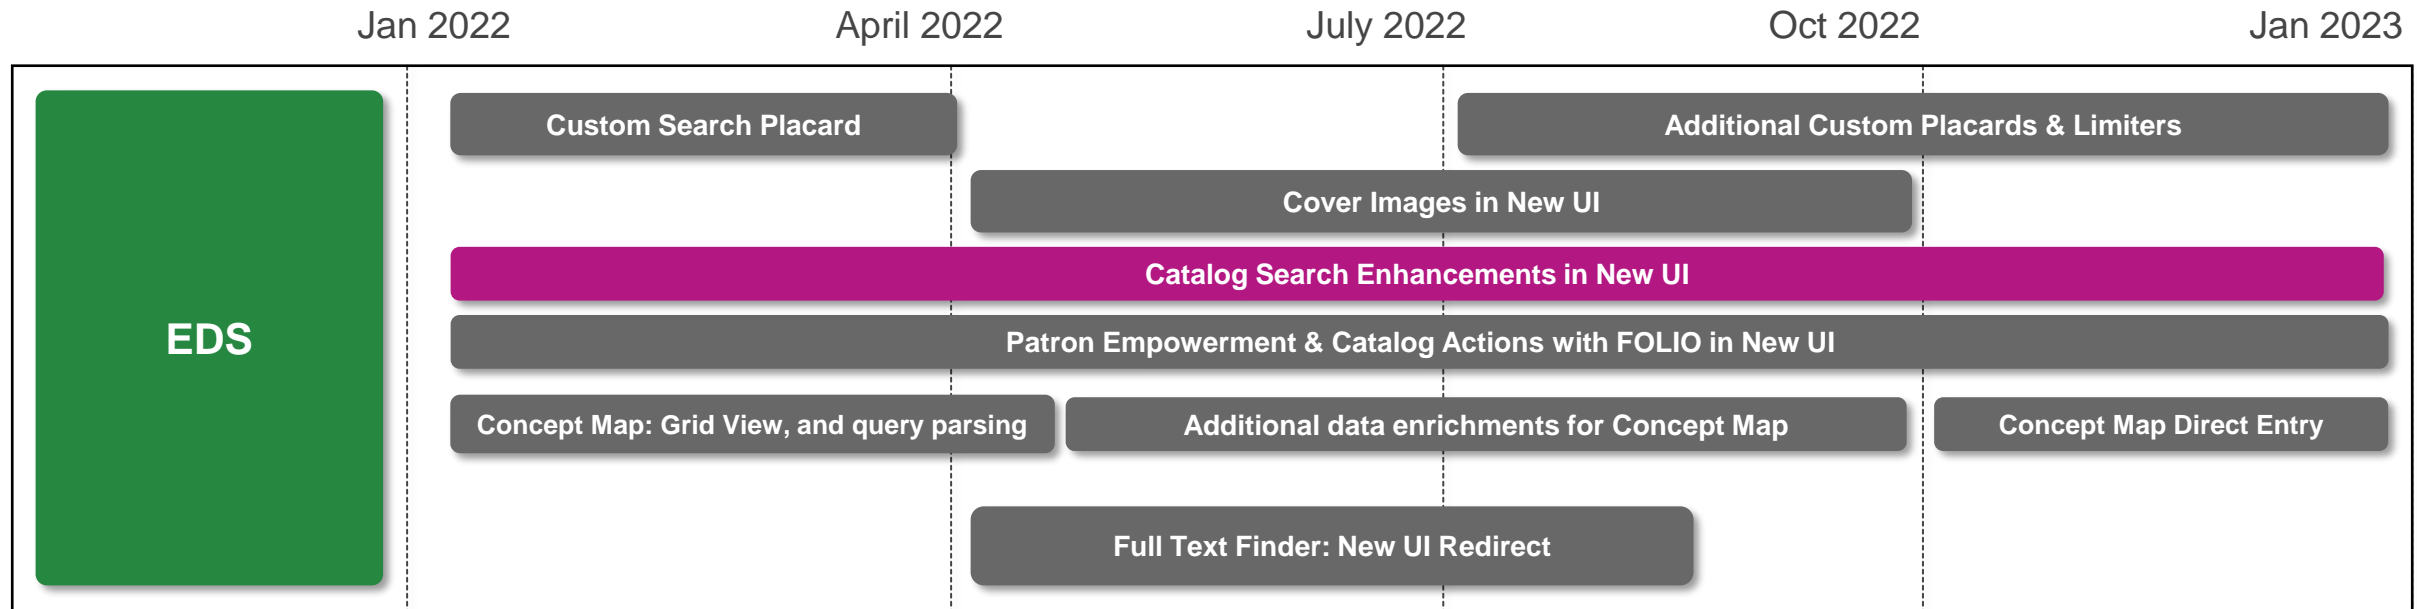 Jan 2022
April 2022
July 2022
Oct 2022
Jan 2023
EDS
Custom Search Placard
Additional Custom Placards & Limiters
Cover Images in New UI
Catalog Search Enhancements in New UI
Patron Empowerment & Catalog Actions with FOLIO in New UI
Concept Map: Grid View, and query parsing
Additional data enrichments for Concept Map
Concept Map Direct Entry
Full Text Finder: New UI Redirect